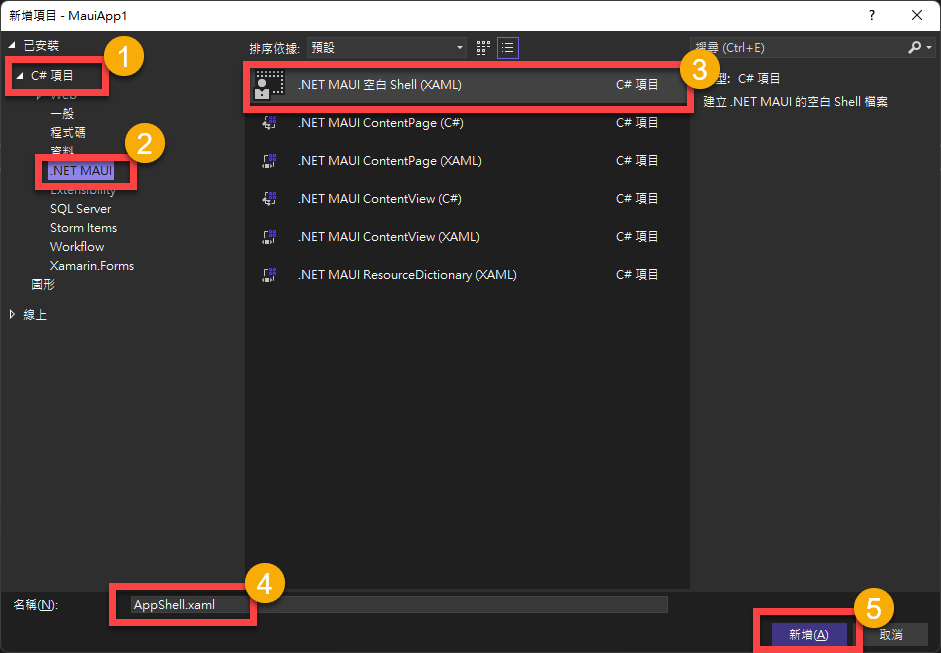 新增項目 - MauiApp1
?
已安裝
C# 項目
Web
一般
程式碼
資料
.NET MAUI
Extensibility
SQL Server
Storm Items
Workflow
Xamarin.Forms
圖形
線上
1
2
排序依據: 預設
.NET MAUI 空白 Shell (XAML) C# 項目
.NET MAUI ContentPage (C#) C# 項目
.NET MAUI ContentPage (XAML) C# 項目
.NET MAUI ContentView (C#) C# 項目
.NET MAUI ContentView (XAML) C# 項目
.NET MAUI ResourceDictionary (XAML) C# 項目
3
搜尋 (Ctrl+E)
型: C# 項目
建立 .NET MAUI 的空白 Shell 檔案
名稱(N): AppShell.xaml
4
5
新增(A) 取消